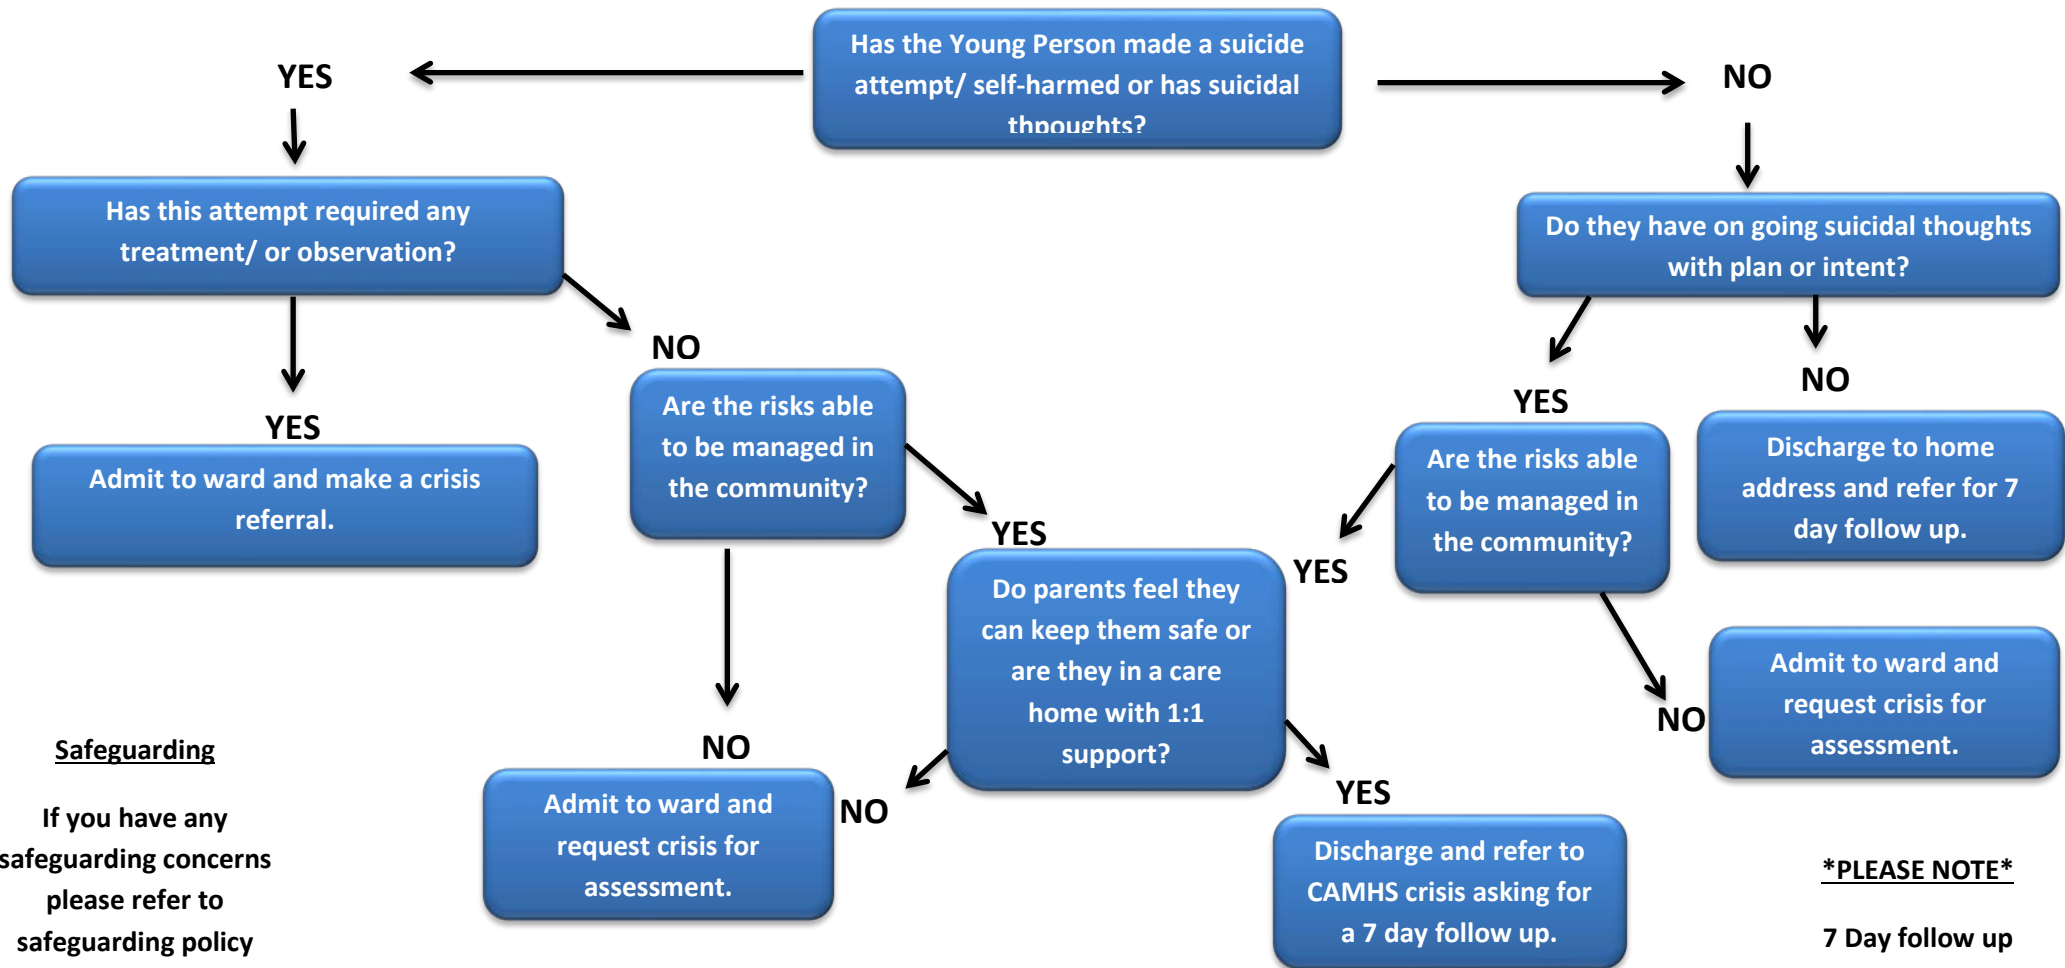 Has the Young Person made a suicide
attempt/ self-harmed or has suicidal
thpoughts?
YES
NO
Has this attempt required any
treatment/ or observation?
Do they have on going suicidal thoughts
with plan or intent?
NO
YES
NO
YES
Are the risks able
to be managed in
the community?
Admit to ward and make a crisis
referral.
YES
Are the risks able
to be managed in
the community?
YES
Discharge to home
address and refer for 7
day follow up.
Do parents feel they
can keep them safe or
are they in a care
home with 1:1
support?
NO
Admit to ward and
request crisis for
assessment.
NO
Admit to ward and
request crisis for
assessment.
NO
YES
Discharge and refer to
CAMHS crisis asking for
a 7 day follow up.
Safeguarding
If you have any
safeguarding concerns
please refer to
safeguarding policy
*PLEASE NOTE*
7 Day follow up